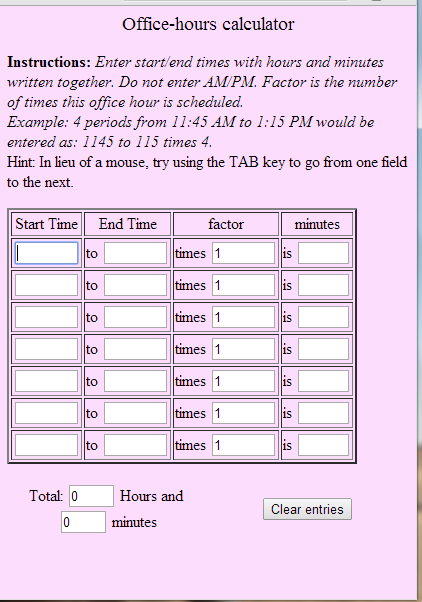 Office-hours calculator
Instructions: Enter start/end times with hours and minutes
written together. Do not enter AM/PM. Factor is the number
of times this office hour is scheduled.
Example: 4 periods from 11:45 AM to 1:15 PM would be
entered as: 1145 to 115 times 4.
Hint: In lieu of a mouse, try using the TAB key to go from one field
to the next.
Start Time End Time factor minutes
to times 1 is
to times 1 is
to times 1 is
to times 1 is
to times 1 is
to times 1 is
to times 1 is
Total: 0 Hours and
0 minutes
Clear entries